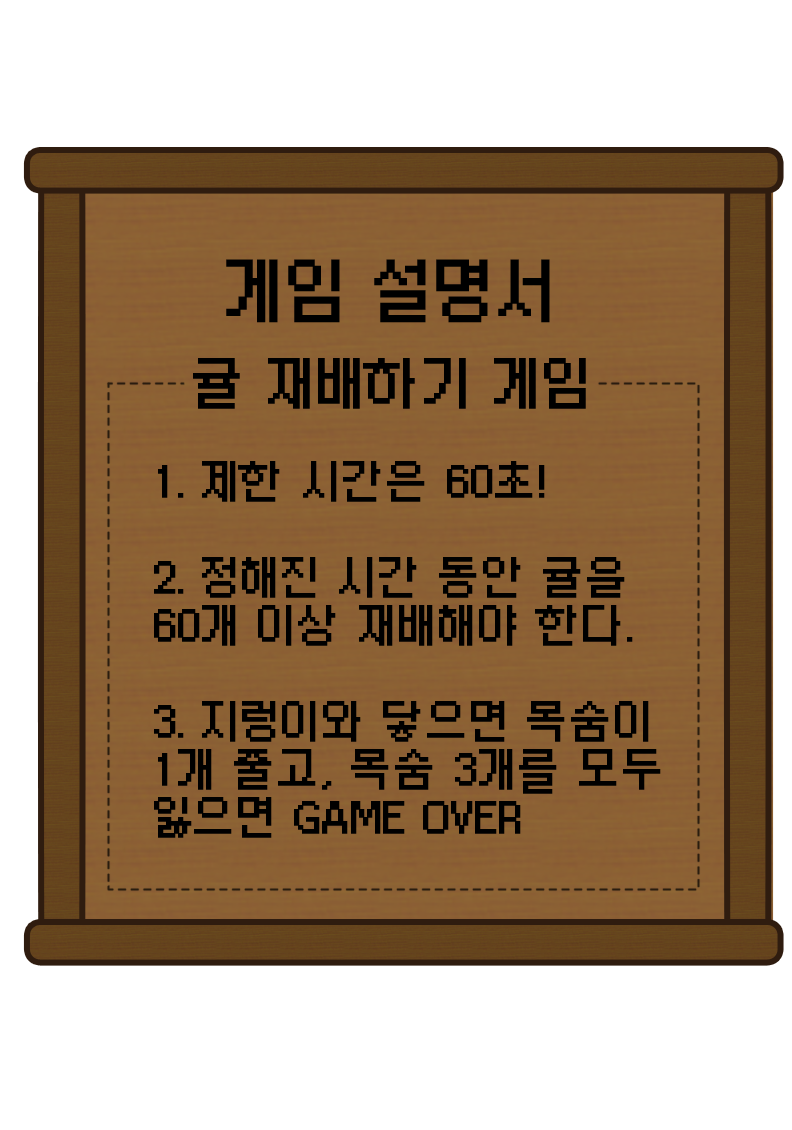 게임 설명서
귤 재배하기 게임
1. 제한 시간은 60초!
2. 정해진 시간 동안 귤을
60개 이상 재배해야 한다.
3. 지렁이와 닿으면 목숨이
1개 풀고, 목숨 3개를 모두
잃으면 GAME OVER